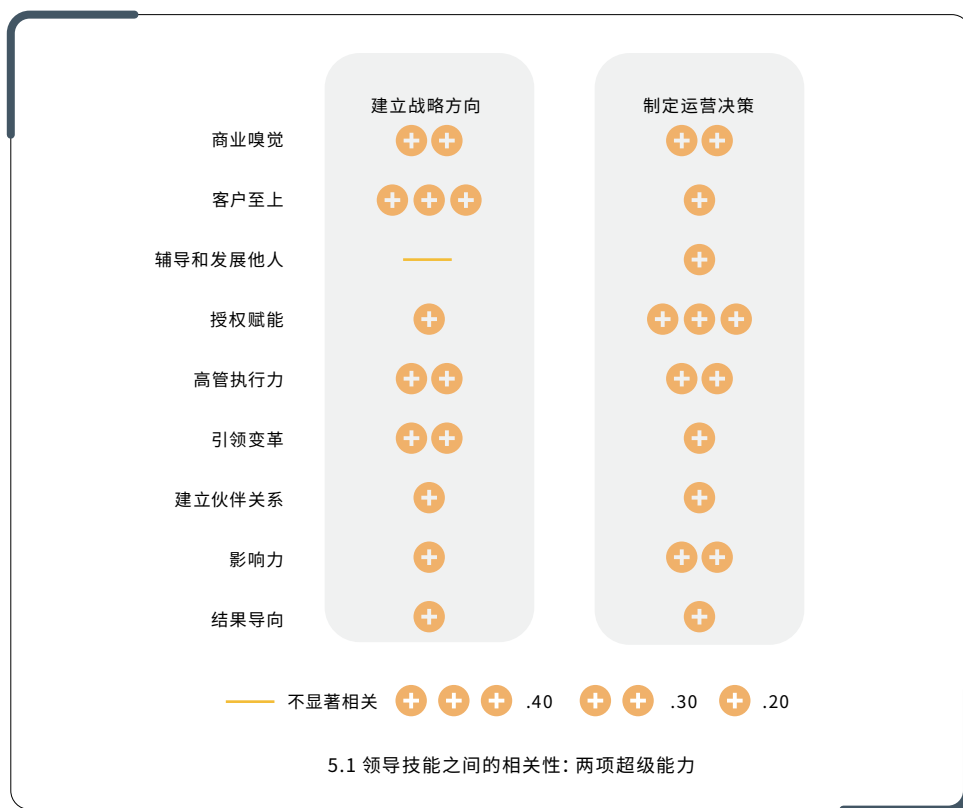 建立战略方向 制定运营决策
商业嗅觉
客户至上
辅导和发展他人
授权赋能
高管执行力
引领变革
建立伙伴关系
影响力
结果导向
不显著相关 .40 .30 .20
5.1 领导技能之间的相关性: 两项超级能力